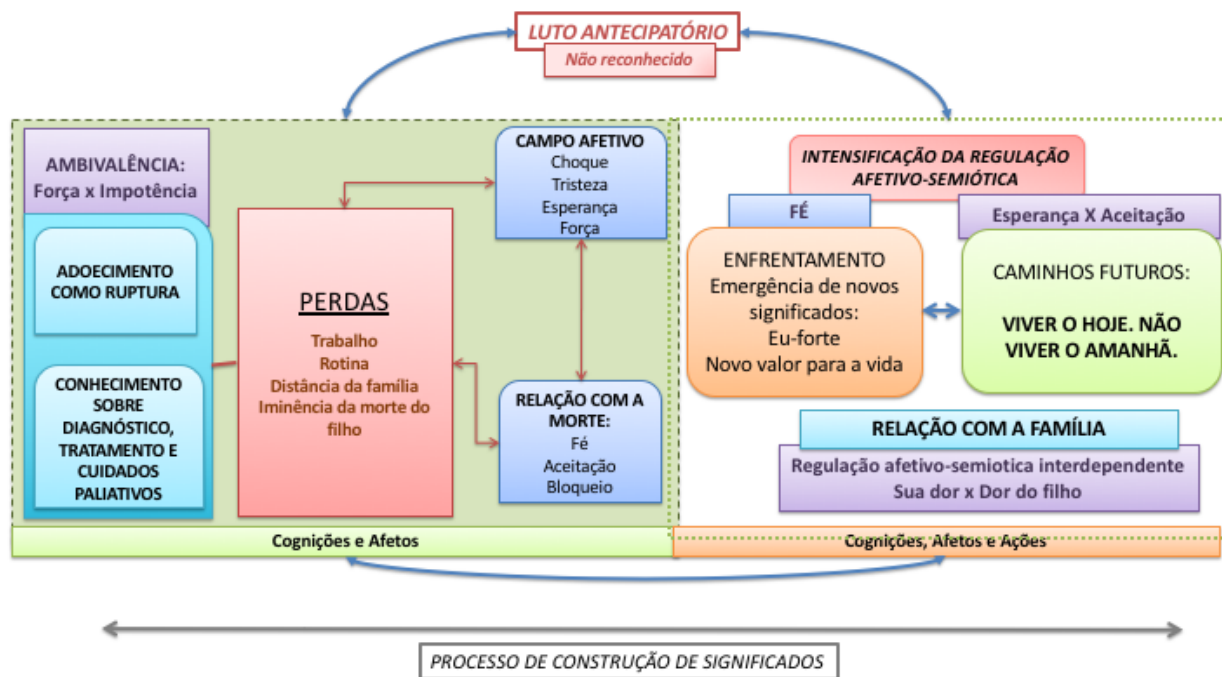 LUTO ANTECIPATÓRIO
Não reconhecido
AMBIVALÊNCIA:
Força x Impotência
ADOECIMENTO
COMO RUPTURA
CONHECIMENTO
SOBRE
DIAGNÓSTICO,
TRATAMENTO E
CUIDADOS
PALIATIVOS
PERDAS
Trabalho
Rotina
Distância da família
Iminência da morte do
filho
CAMPO AFETIVO
Choque
Tristeza
Esperança
Força
RELAÇÃO COM A
MORTE:
Fé
Aceitação
Bloqueio
Cognições e Afetos
INTENSIFICAÇÃO DA REGULAÇÃO
AFETIVO-SEMIÓTICA
FÉ
ENFRENTAMENTO
Emergência de novos
significados:
Eu-forte
Novo valor para a vida
Esperança X Aceitação
CAMINHOS FUTUROS:
VIVER O HOJE. NÃO
VIVER O AMANHÃ.
RELAÇÃO COM A FAMÍLIA
Regulação afetivo-semiotica interdependente
Sua dor x Dor do filho
Cognições, Afetos e Ações
PROCESSO DE CONSTRUÇÃO DE SIGNIFICADOS